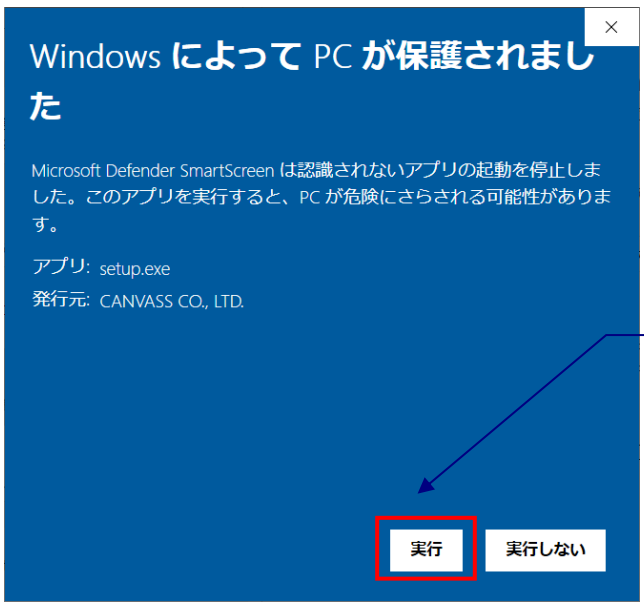 Windows によって PC が保護されまし
た
Microsoft Defender SmartScreen は認識されないアプリの起動を停止しま
した。このアプリを実行すると、PC が危険にさらされる可能性がありま
す。
アプリ: setup.exe
発行元: CANVASS CO., LTD.
実行 実行しない